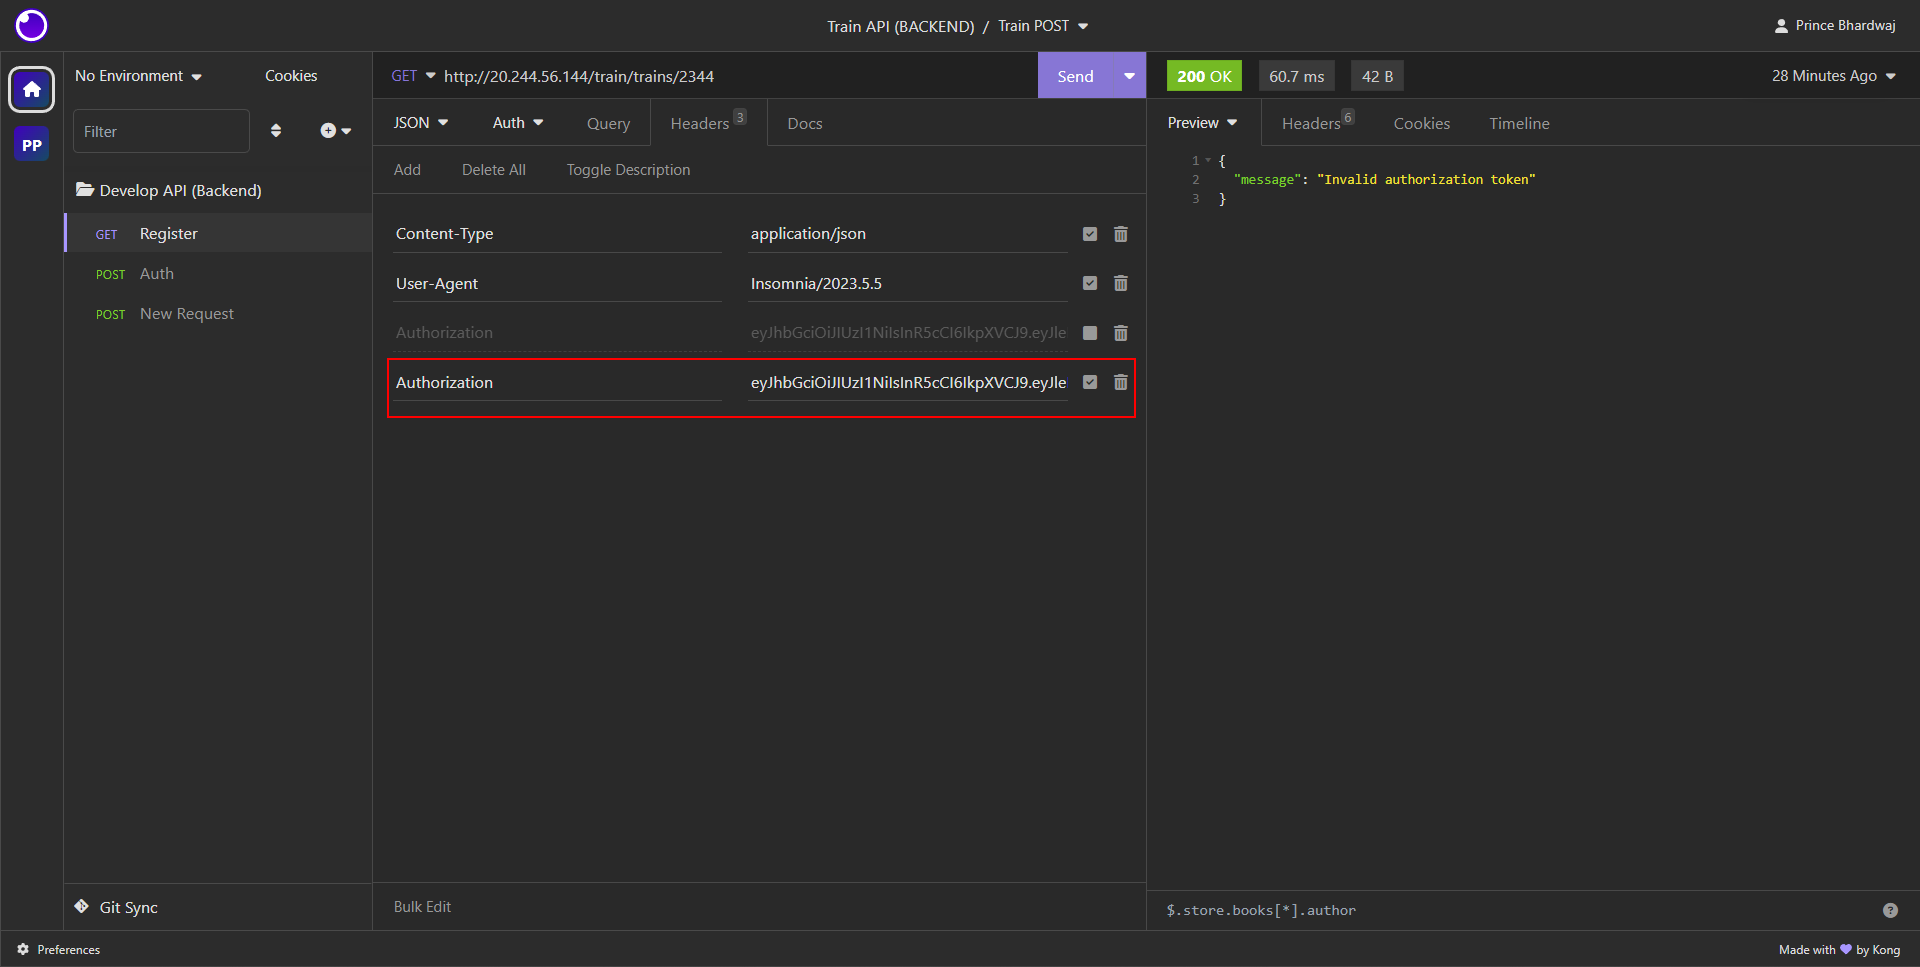 Train API (BACKEND) / Train POST
Prince Bhardwaj
PP
No Environment
Cookies
Filter
Develop API (Backend)
GET Register
POST Auth
POST New Request
Git Sync
Preferences
GET http://20.244.56.144/train/trains/2344
Send
JSON Auth Query Headers 3 Docs
Add Delete All Toggle Description
Content-Type application/json
User-Agent Insomnia/2023.5.5
Authorization eyJhbGciOiJIUzI1NiIsInR5cCI6IkpXVCJ9.eyJle
Authorization eyJhbGciOiJIUzI1NiIsInR5cCI6IkpXVCJ9.eyJle
Bulk Edit
200 OK 60.7 ms 42 B 28 Minutes Ago
Preview Headers 6 Cookies Timeline
1 {
2 "message": "Invalid authorization token"
3 }
$.store.books[*].author
?
Made with 💜 by Kong